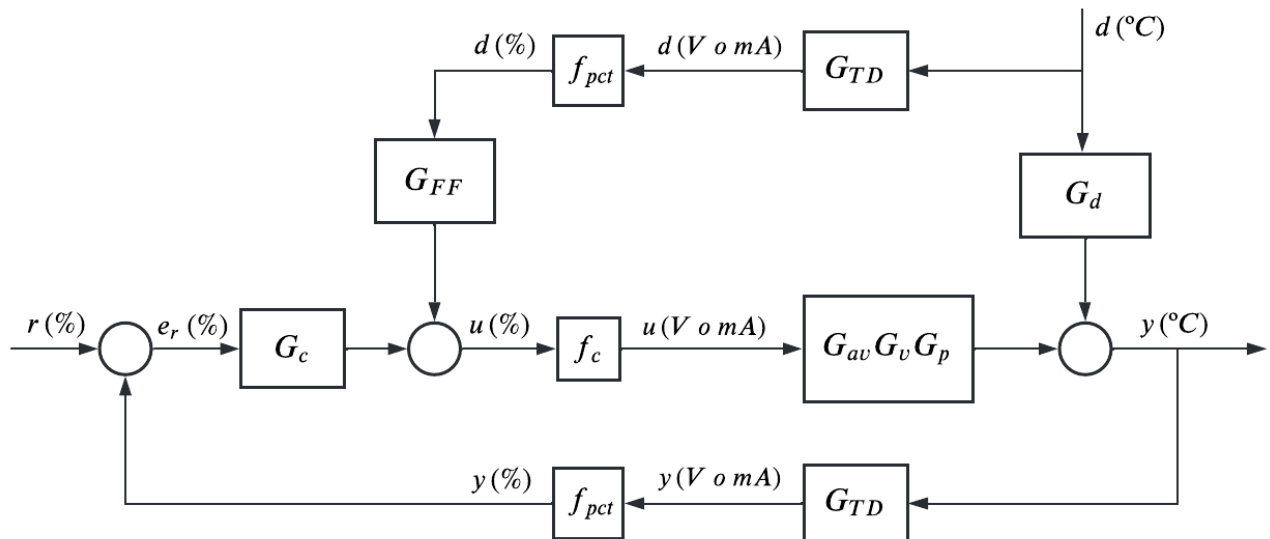 d (ºC)
d (%)
f_pct
d (V o mA)
G_TD
G_FF
G_d
r (%)
e_r (%)
G_c
u (%)
f_c
u (V o mA)
G_av G_v G_p
y (ºC)
y (%)
f_pct
y (V o mA)
G_TD